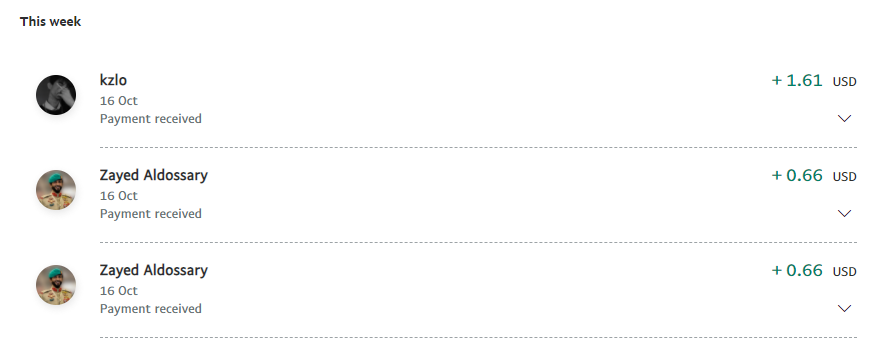 This week
kzlo
+ 1.61 USD
16 Oct
Payment received
Zayed Aldossary
+ 0.66 USD
16 Oct
Payment received
Zayed Aldossary
+ 0.66 USD
16 Oct
Payment received